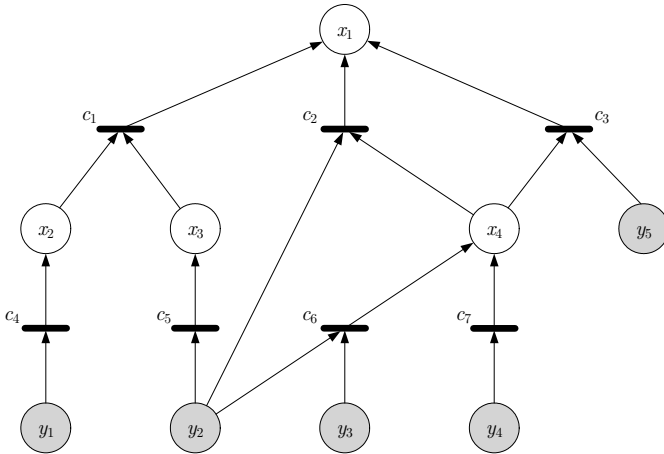 x₁
c₁ c₂ c₃
x₂ x₃ x₄ y₅
c₄ c₅ c₆ c₇
y₁ y₂ y₃ y₄